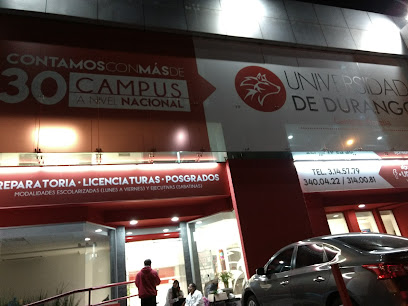 CONTAMOS CON MÁS DE
30 CAMPUS
A NIVEL NACIONAL
UNIVERSIDAD
DE DURANGO
REPARATORIA • LICENCIATURAS • POSGRADOS
MODALIDADES ESCOLARIZADAS (LUNES A VIERNES) Y EJECUTIVAS (SABATINAS)
TEL. 3.14.57.79
340.04.22 / 314.00.81